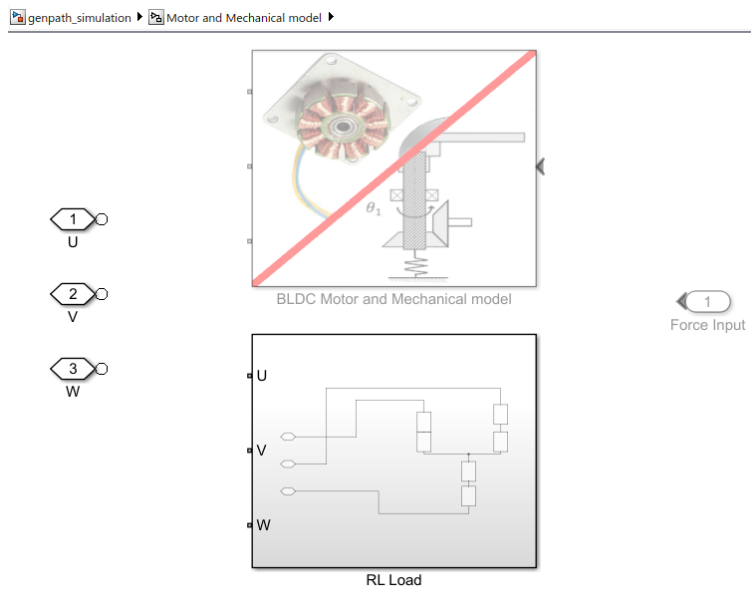 genpath_simulation Motor and Mechanical model
θ1
BLDC Motor and Mechanical model
1
U
2
V
3
W
1
Force Input
U
V
W
RL Load